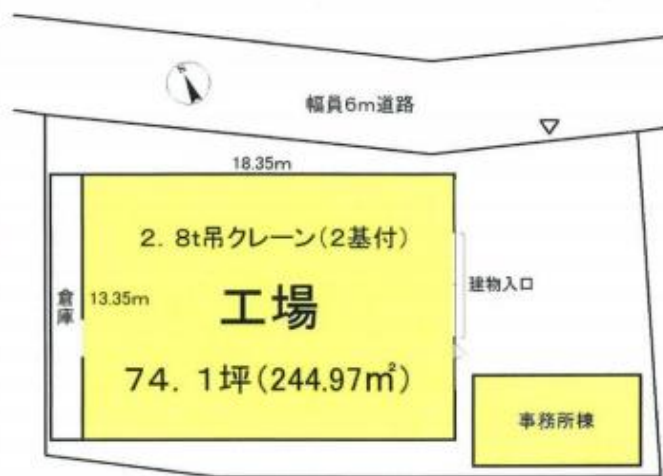 幅員6m道路
18.35m
2. 8t吊クレーン(2基付)
倉庫
13.35m
工場
建物入口
74. 1坪(244.97㎡)
事務所棟